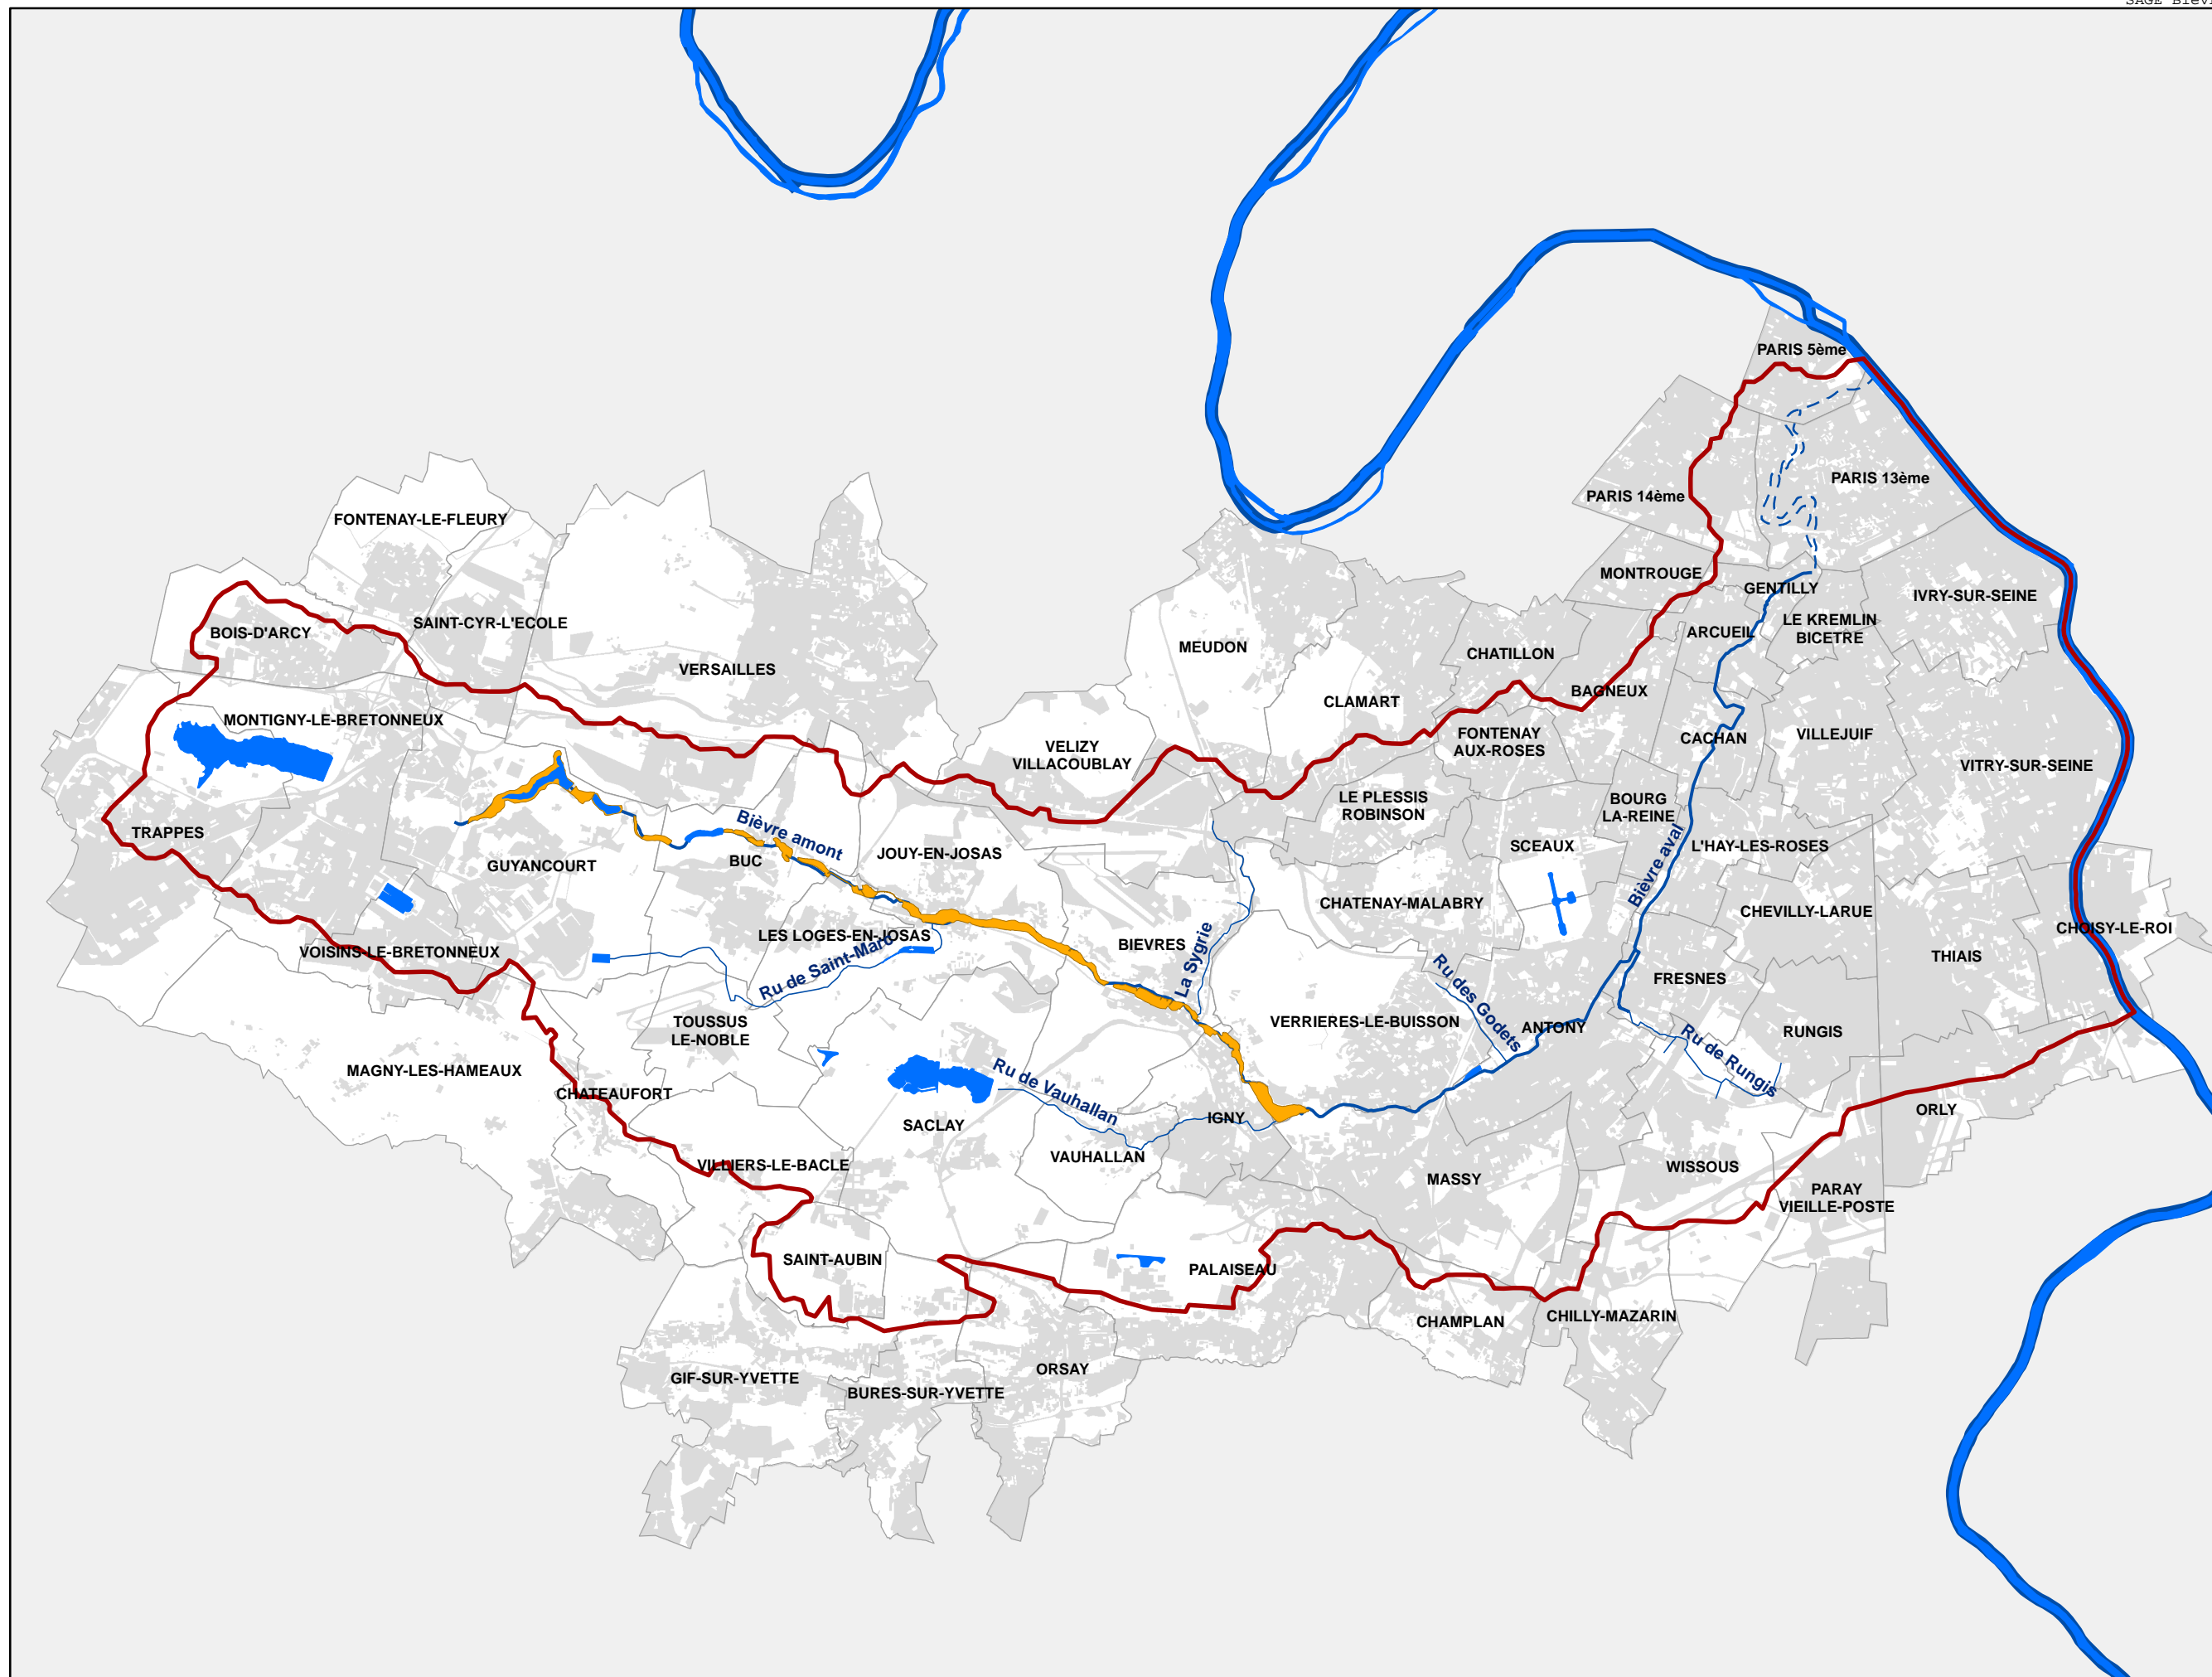 PARIS 5ème
PARIS 13ème
PARIS 14ème
FONTENAY-LE-FLEURY
MONTROUGE
GENTILLY
IVRY-SUR-SEINE
BOIS-D'ARCY
SAINT-CYR-L'ECOLE
ARCUEIL
LE KREMLIN
BICETRE
MEUDON
CHATILLON
VERSAILLES
BAGNEUX
CLAMART
MONTIGNY-LE-BRETONNEUX
FONTENAY
AUX-ROSES
CACHAN
VILLEJUIF
VELIZY
VILLACOUBLAY
VITRY-SUR-SEINE
LE PLESSIS
ROBINSON
BOURG
LA-REINE
TRAPPES
Bièvre amont
GUYANCOURT
BUC
JOUY-EN-JOSAS
SCEAUX
L'HAY-LES-ROSES
Bièvre aval
CHATENAY-MALABRY
CHEVILLY-LARUE
LES LOGES-EN-JOSAS
BIEVRES
CHOISY-LE-ROI
VOISINS-LE-BRETONNEUX
Ru de Saint-Marc
La Sygrie
THIAIS
FRESNES
Ru des Godets
TOUSSUS
LE-NOBLE
VERRIERES-LE-BUISSON
ANTONY
RUNGIS
Ru de Rungis
MAGNY-LES-HAMEAUX
CHATEAUFORT
Ru de Vauhallan
SACLAY
IGNY
ORLY
VAUHALLAN
VILLIERS-LE-BACLE
MASSY
WISSOUS
PARAY
VIEILLE-POSTE
SAINT-AUBIN
PALAISEAU
CHAMPLAN
CHILLY-MAZARIN
ORSAY
GIF-SUR-YVETTE
BURES-SUR-YVETTE